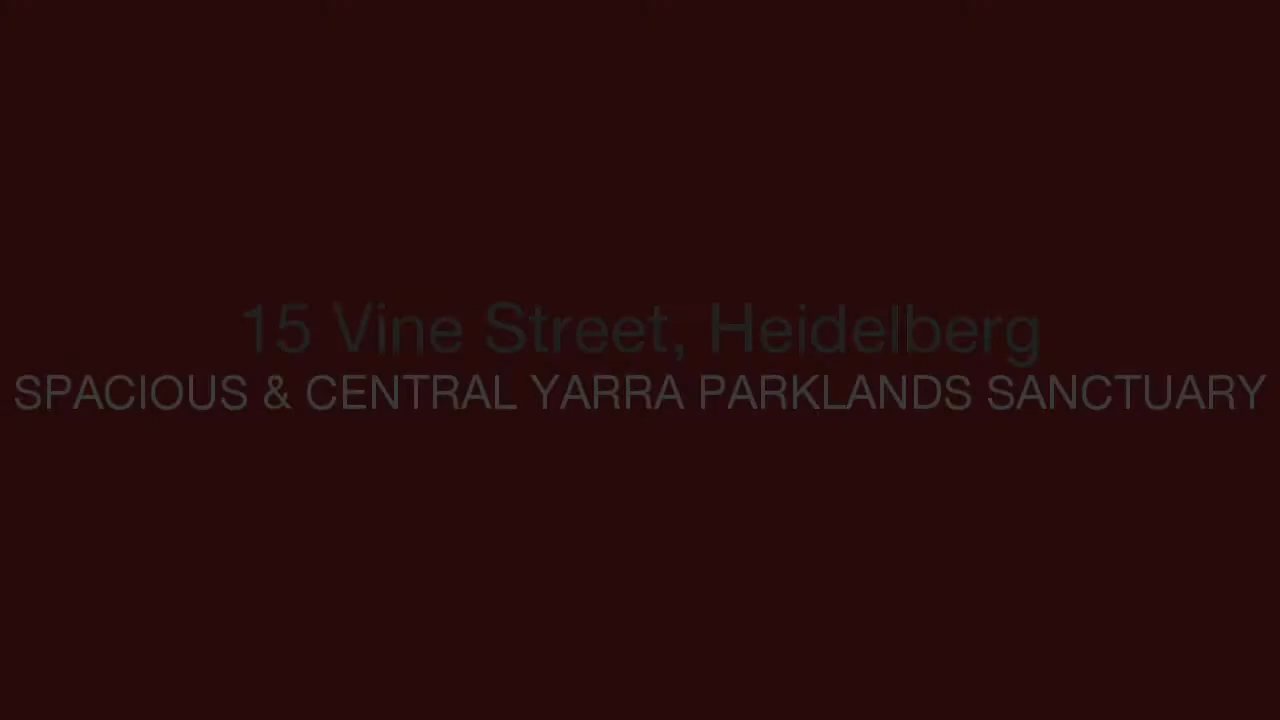 15 Vine Street, Heidelberg
SPACIOUS & CENTRAL YARRA PARKLANDS SANCTUARY